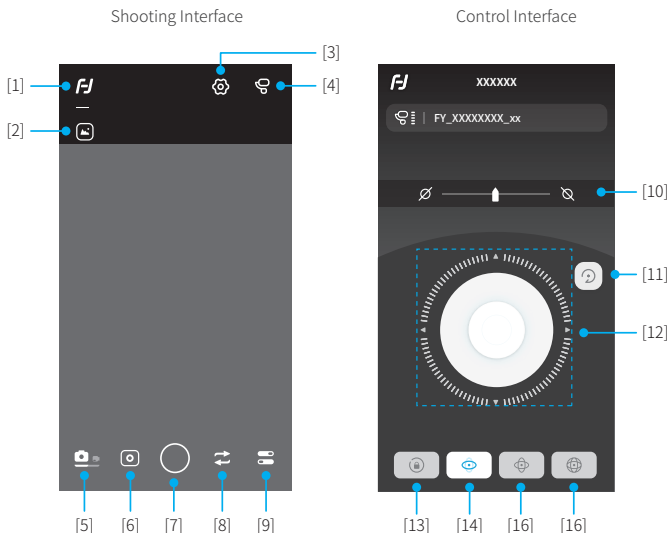 Shooting Interface
Control Interface
[1]
[2]
[3]
[4]
XXXXXX
FY_XXXXXXXX_xx
[10]
[11]
[12]
[5] [6] [7] [8] [9]
[13] [14] [16] [16]